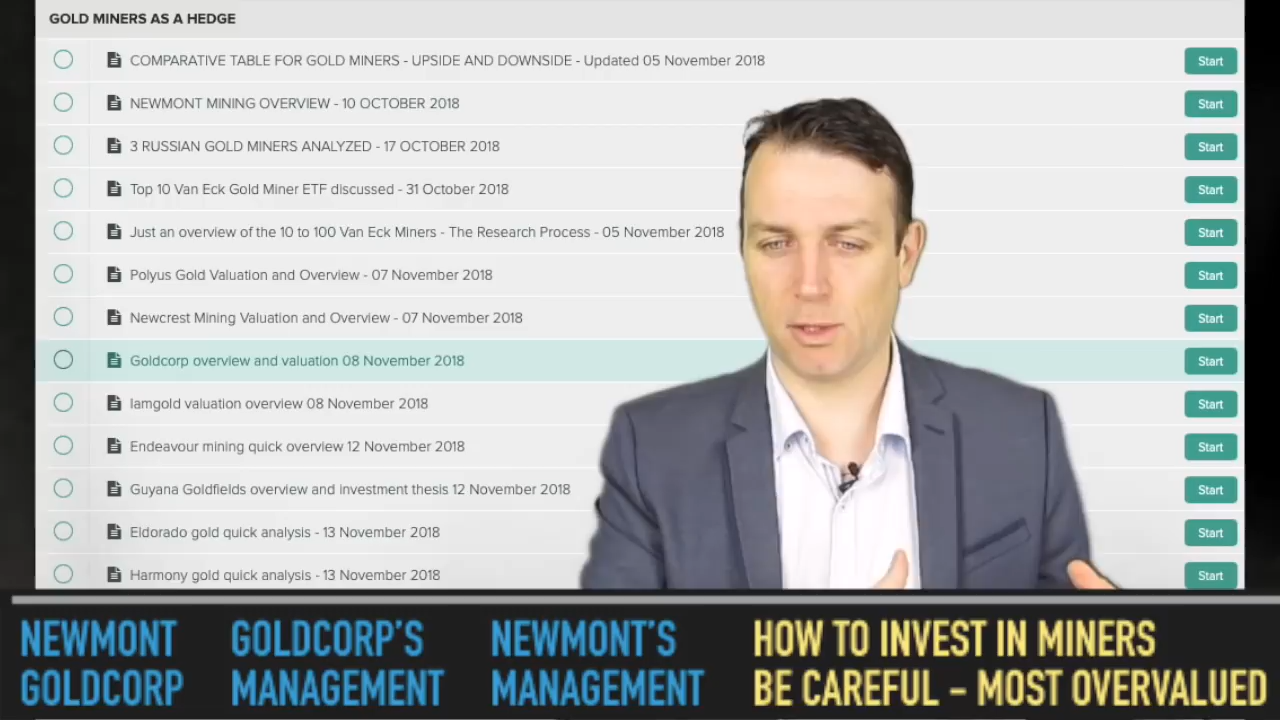 GOLD MINERS AS A HEDGE
COMPARATIVE TABLE FOR GOLD MINERS - UPSIDE AND DOWNSIDE - Updated 05 November 2018 Start
NEWMONT MINING OVERVIEW - 10 OCTOBER 2018 Start
3 RUSSIAN GOLD MINERS ANALYZED - 17 OCTOBER 2018 Start
Top 10 Van Eck Gold Miner ETF discussed - 31 October 2018 Start
Just an overview of the 10 to 100 Van Eck Miners - The Research Process - 05 November 2018 Start
Polyus Gold Valuation and Overview - 07 November 2018 Start
Newcrest Mining Valuation and Overview - 07 November 2018 Start
Goldcorp overview and valuation 08 November 2018 Start
Iamgold valuation overview 08 November 2018 Start
Endeavour mining quick overview 12 November 2018 Start
Guyana Goldfields overview and investment thesis 12 November 2018 Start
Eldorado gold quick analysis - 13 November 2018 Start
Harmony gold quick analysis - 13 November 2018 Start
NEWMONT
GOLDCORP
GOLDCORP'S
MANAGEMENT
NEWMONT'S
MANAGEMENT
HOW TO INVEST IN MINERS
BE CAREFUL - MOST OVERVALUED